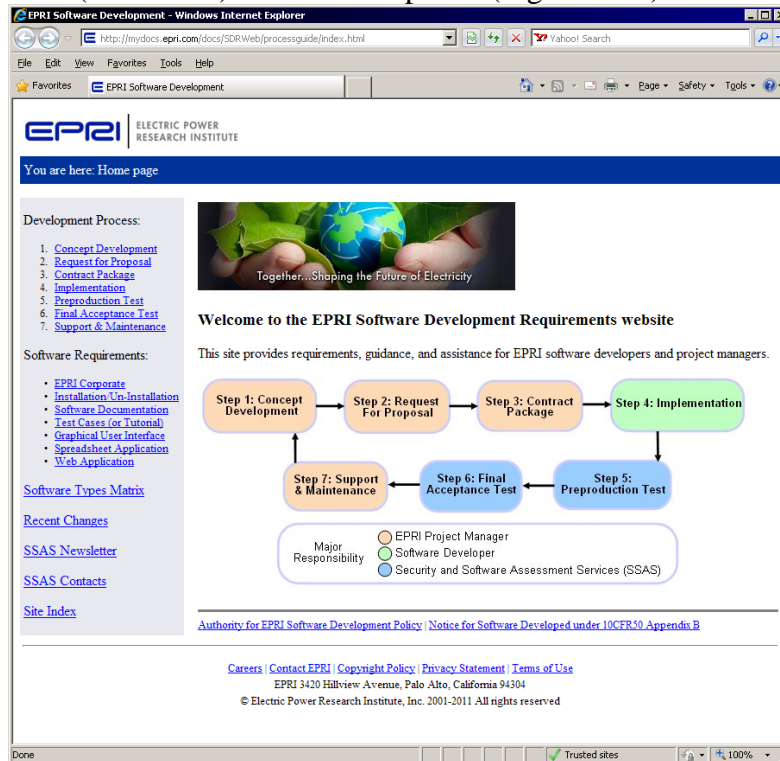 EPRI Software Development - Windows Internet Explorer
http://mydocs.epri.com/docs/SDRWeb/processguide/index.html
Yahoo! Search
File Edit View Favorites Tools Help
Favorites
EPRI Software Development
Page Safety Tools
EPRI
ELECTRIC POWER
RESEARCH INSTITUTE
You are here: Home page
Development Process:
1. Concept Development
2. Request for Proposal
3. Contract Package
4. Implementation
5. Preproduction Test
6. Final Acceptance Test
7. Support & Maintenance
Software Requirements:
• EPRI Corporate
• Installation/Un-Installation
• Software Documentation
• Test Cases (or Tutorial)
• Graphical User Interface
• Spreadsheet Application
• Web Application
Software Types Matrix
Recent Changes
SSAS Newsletter
SSAS Contacts
Site Index
Together...Shaping the Future of Electricity
Welcome to the EPRI Software Development Requirements website
This site provides requirements, guidance, and assistance for EPRI software developers and project managers.
Step 1: Concept
Development
Step 2: Request
For Proposal
Step 3: Contract
Package
Step 4: Implementation
Step 7: Support
& Maintenance
Step 6: Final
Acceptance Test
Step 5:
Preproduction Test
Major
Responsibility
EPRI Project Manager
Software Developer
Security and Software Assessment Services (SSAS)
Authority for EPRI Software Development Policy | Notice for Software Developed under 10CFR50 Appendix B
Careers | Contact EPRI | Copyright Policy | Privacy Statement | Terms of Use
EPRI 3420 Hillview Avenue, Palo Alto, California 94304
© Electric Power Research Institute, Inc. 2001-2011 All rights reserved
Done
Trusted sites
100%